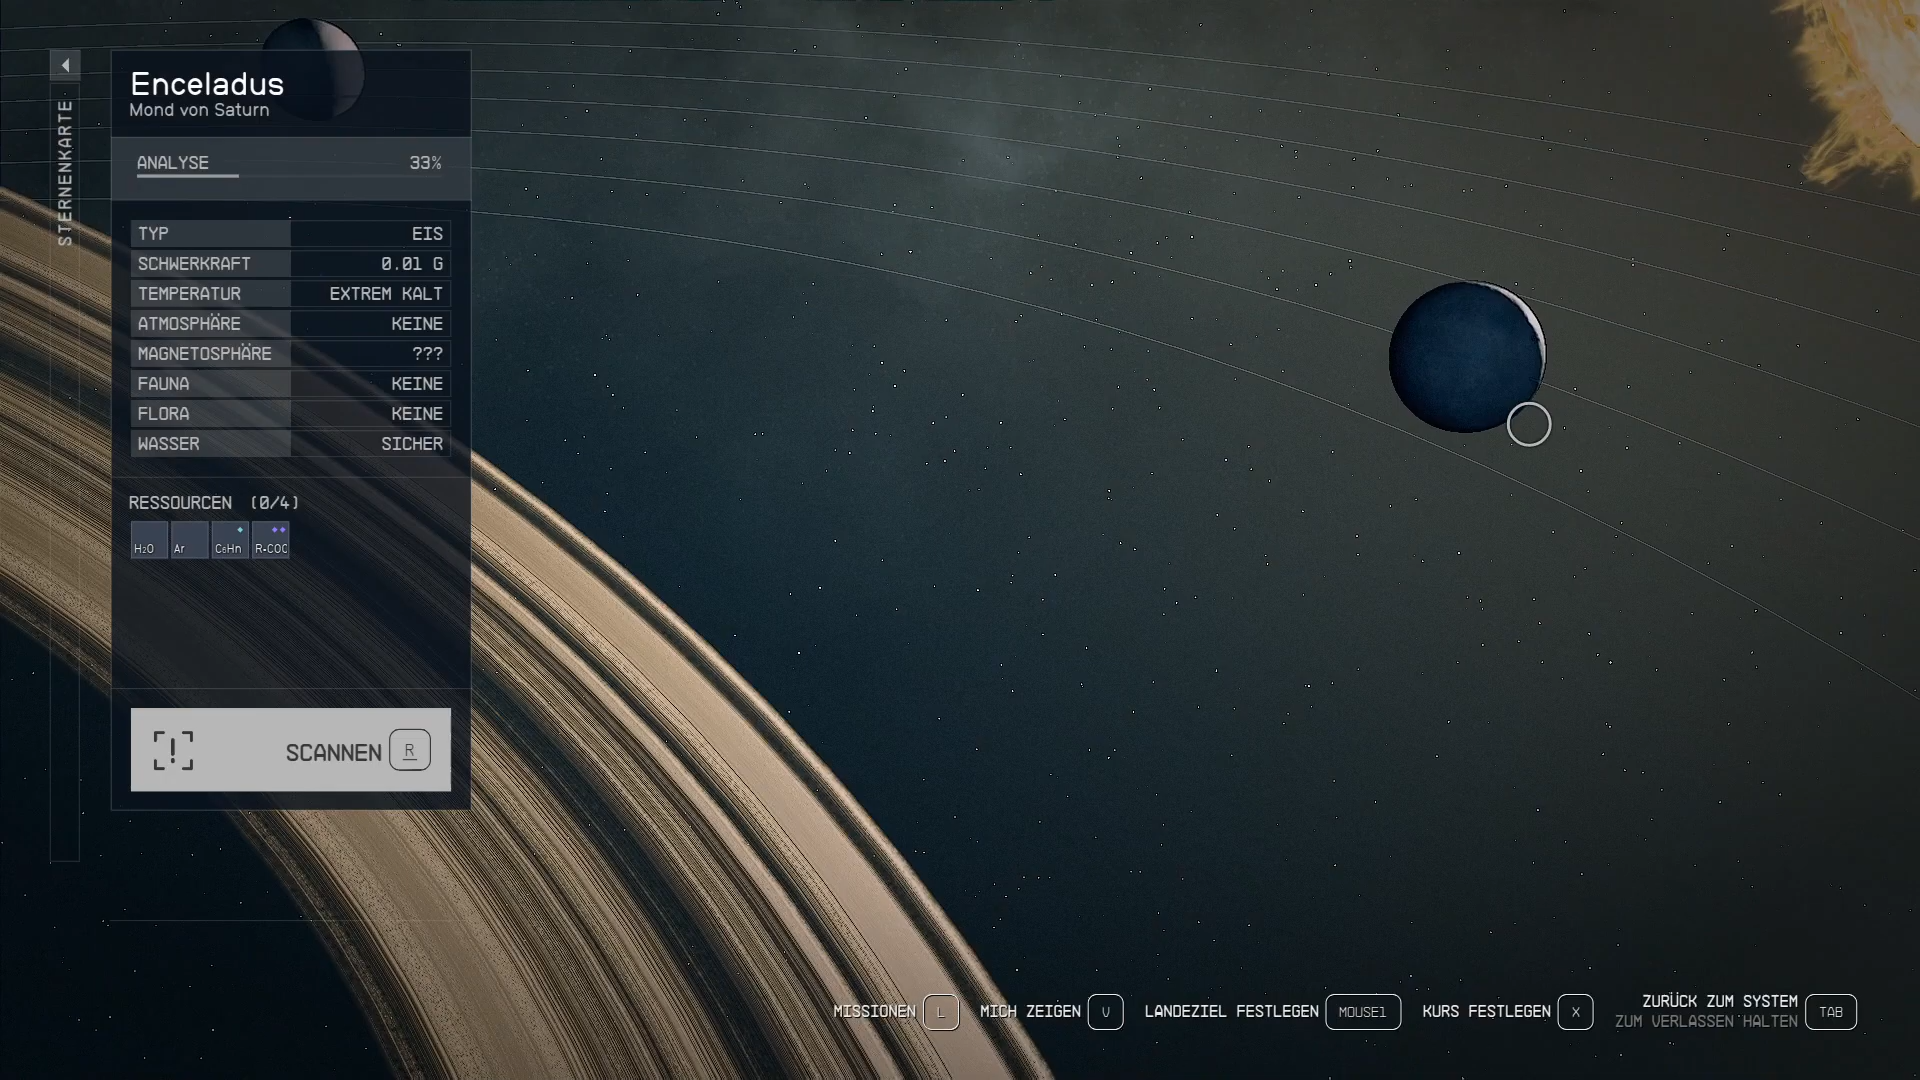 STERNENKARTE
Enceladus
Mond von Saturn
ANALYSE 33%
TYP EIS
SCHWERKRAFT 0.01 G
TEMPERATUR EXTREM KALT
ATMOSPHÄRE KEINE
MAGNETOSPHÄRE ???
FAUNA KEINE
FLORA KEINE
WASSER SICHER
RESSOURCEN (0/4)
H₂O Ar C₆Hn R-COC
SCANNEN R
MISSIONEN L MICH ZEIGEN V LANDEZIEL FESTLEGEN MOUSE1 KURS FESTLEGEN X ZURÜCK ZUM SYSTEM TAB
ZUM VERLASSEN HALTEN